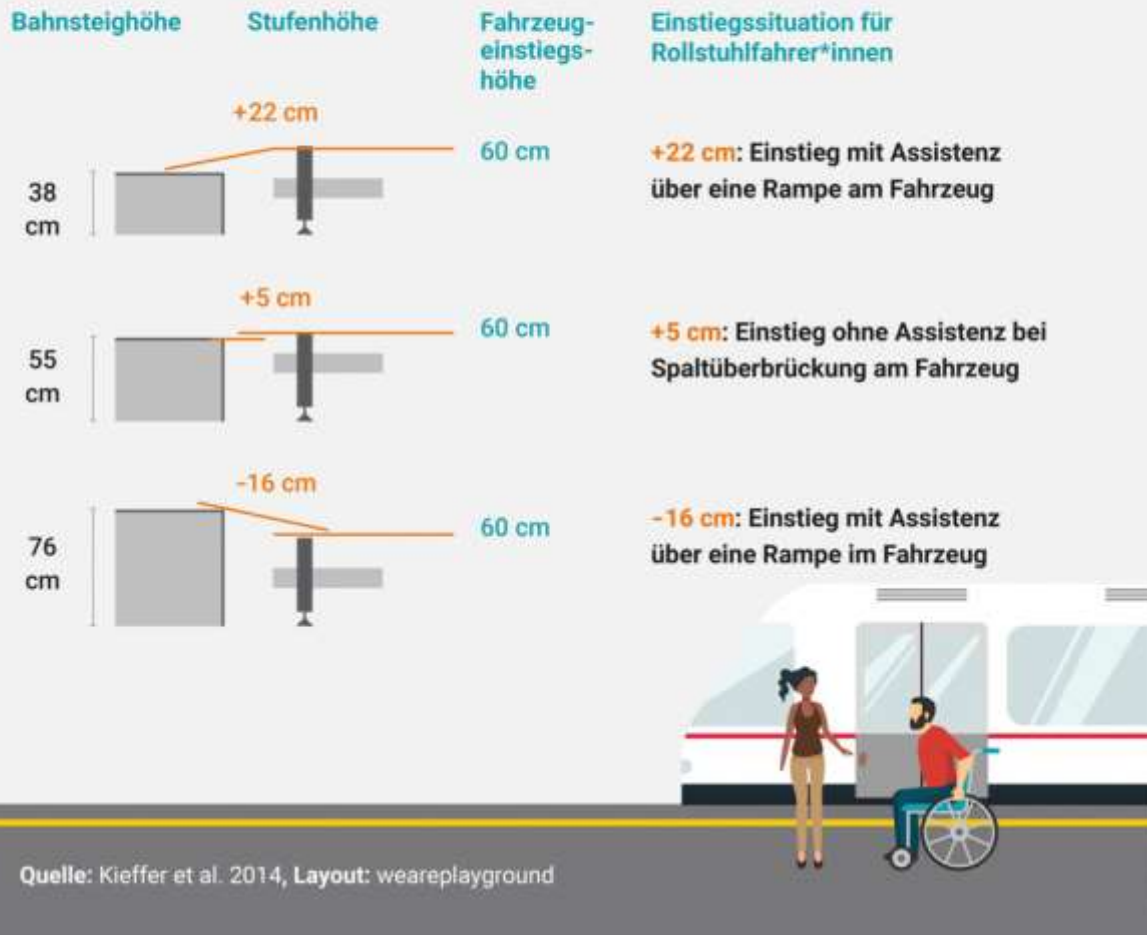 Bahnsteighöhe
Stufenhöhe
Fahrzeug-
einstiegs-
höhe
Einstiegssituation für
Rollstuhlfahrer*innen
+22 cm
38
cm
60 cm
+22 cm: Einstieg mit Assistenz
über eine Rampe am Fahrzeug
+5 cm
55
cm
60 cm
+5 cm: Einstieg ohne Assistenz bei
Spaltüberbrückung am Fahrzeug
-16 cm
76
cm
60 cm
-16 cm: Einstieg mit Assistenz
über eine Rampe im Fahrzeug
Quelle: Kieffer et al. 2014, Layout: weareplayground